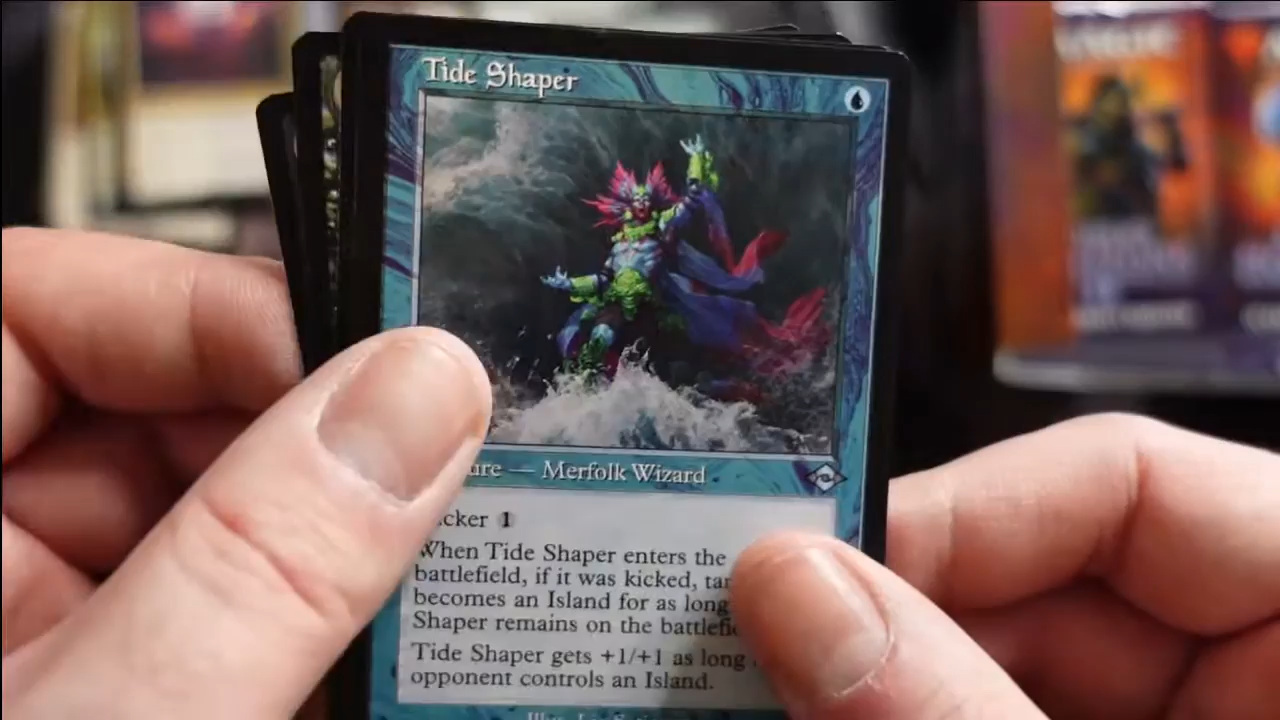 Tide Shaper
ure — Merfolk Wizard
cker 1
When Tide Shaper enters the
battlefield, if it was kicked, tar
becomes an Island for as long
Shaper remains on the battlefie
Tide Shaper gets +1/+1 as long
opponent controls an Island.